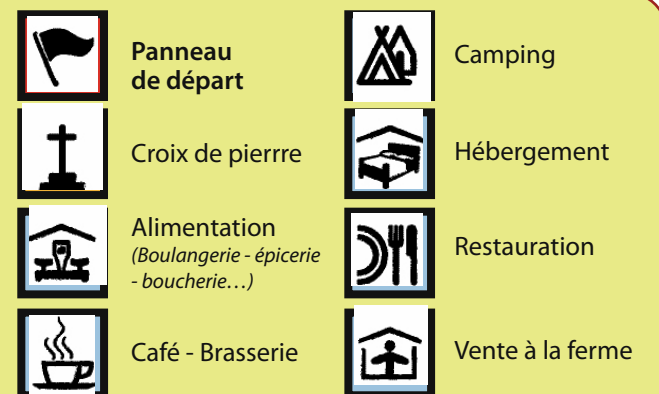 Panneau
de départ
Croix de pierrre
Alimentation
(Boulangerie - épicerie
- boucherie...)
Café - Brasserie
Camping
Hébergement
Restauration
Vente à la ferme